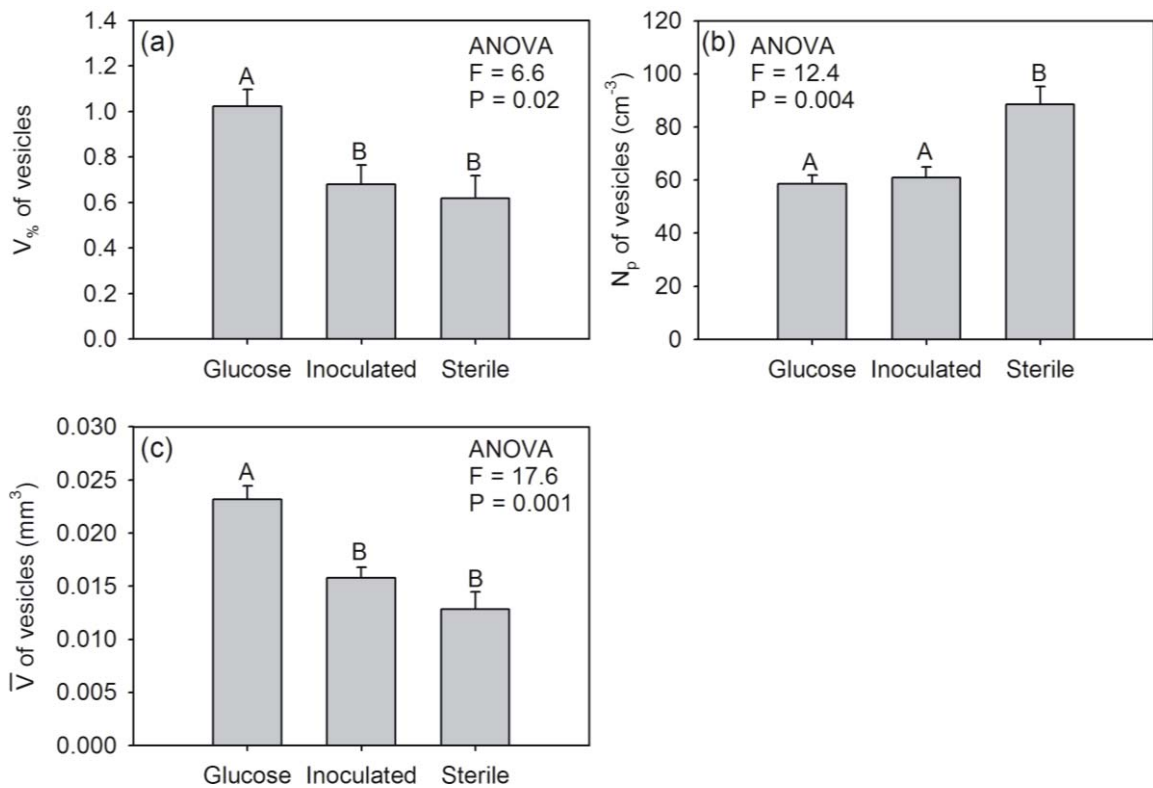 (a)
ANOVA
F = 6.6
P = 0.02
V% of vesicles
1.4
1.2
1.0
0.8
0.6
0.4
0.2
0.0
A
B
B
Glucose Inoculated Sterile
(b)
ANOVA
F = 12.4
P = 0.004
Np of vesicles (cm-3)
120
100
80
60
40
20
0
A
A
B
Glucose Inoculated Sterile
(c)
ANOVA
F = 17.6
P = 0.001
V̅ of vesicles (mm3)
0.030
0.025
0.020
0.015
0.010
0.005
0.000
A
B
B
Glucose Inoculated Sterile